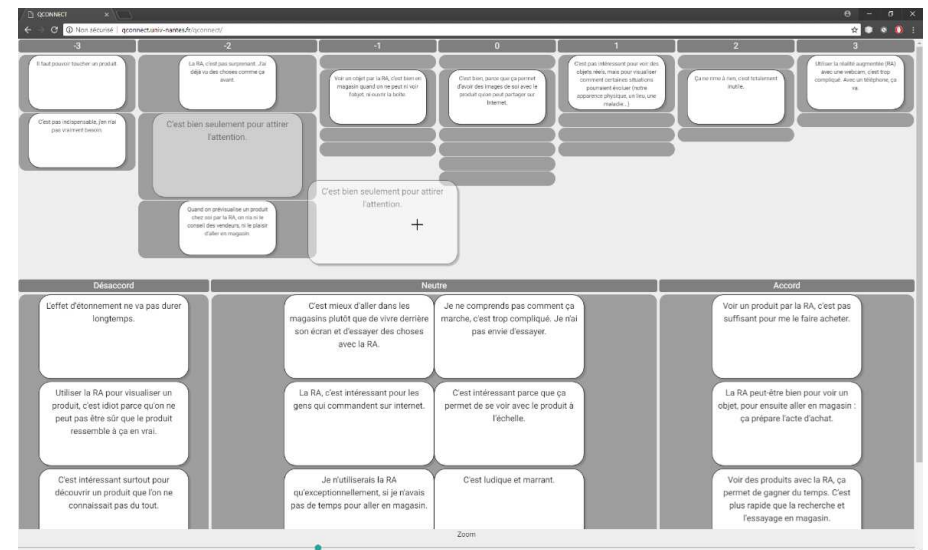 QCONNECT
Non sécurisé | qconnect.univ-nantes.fr/qconnect/
-3
-2
-1
0
1
2
3
Il faut pouvoir toucher un produit.
La RA, c'est pas surprenant. J'ai
déjà vu des choses comme ça
avant.
Voir un objet par la RA, c'est bien en
magasin quand on ne peut ni voir
l'objet, ni ouvrir la boîte.
C'est bien, parce que ça permet
d'avoir des images de soi avec le
produit qu'on peut partager sur
Internet.
C'est pas intéressant pour voir des
objets réels, mais pour visualiser
comment certaines situations
pourraient évoluer (notre
apparence physique, un lieu, une
maladie...)
Ça ne rime à rien, c'est totalement
inutile.
Utiliser la réalité augmentée (RA)
avec une webcam, c'est trop
compliqué. Avec un téléphone, ça
va.
C'est pas indispensable, j'en n'ai
pas vraiment besoin.
C'est bien seulement pour attirer
l'attention.
Quand on prévisualise un produit
chez soi par la RA, on n'a ni le
conseil des vendeurs, ni le plaisir
d'aller en magasin.
C'est bien seulement pour attirer
l'attention.
Désaccord
Neutre
Accord
L'effet d'étonnement ne va pas durer
longtemps.
C'est mieux d'aller dans les
magasins plutôt que de vivre derrière
son écran et d'essayer des choses
avec la RA.
Je ne comprends pas comment ça
marche, c'est trop compliqué. Je n'ai
pas envie d'essayer.
Voir un produit par la RA, c'est pas
suffisant pour me le faire acheter.
Utiliser la RA pour visualiser un
produit, c'est idiot parce qu'on ne
peut pas être sûr que le produit
ressemble à ça en vrai.
La RA, c'est intéressant pour les
gens qui commandent sur internet.
C'est intéressant parce que ça
permet de se voir avec le produit à
l'échelle.
La RA peut-être bien pour voir un
objet, pour ensuite aller en magasin :
ça prépare l'acte d'achat.
C'est intéressant surtout pour
découvrir un produit que l'on ne
connaissait pas du tout.
Je n'utiliserais la RA
qu'exceptionnellement, si je n'avais
pas de temps pour aller en magasin.
C'est ludique et marrant.
Voir des produits avec la RA, ça
permet de gagner du temps. C'est
plus rapide que la recherche et
l'essayage en magasin.
Zoom